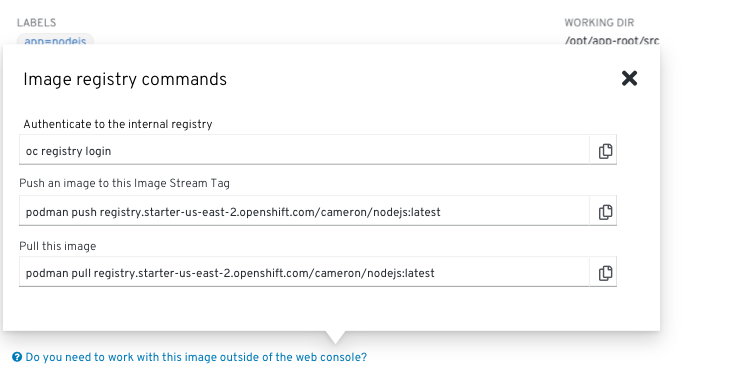 LABELS
WORKING DIR
app=nodejs
/opt/app-root/src
Image registry commands
Authenticate to the internal registry
oc registry login
Push an image to this Image Stream Tag
podman push registry.starter-us-east-2.openshift.com/cameron/nodejs:latest
Pull this image
podman pull registry.starter-us-east-2.openshift.com/cameron/nodejs:latest
Do you need to work with this image outside of the web console?